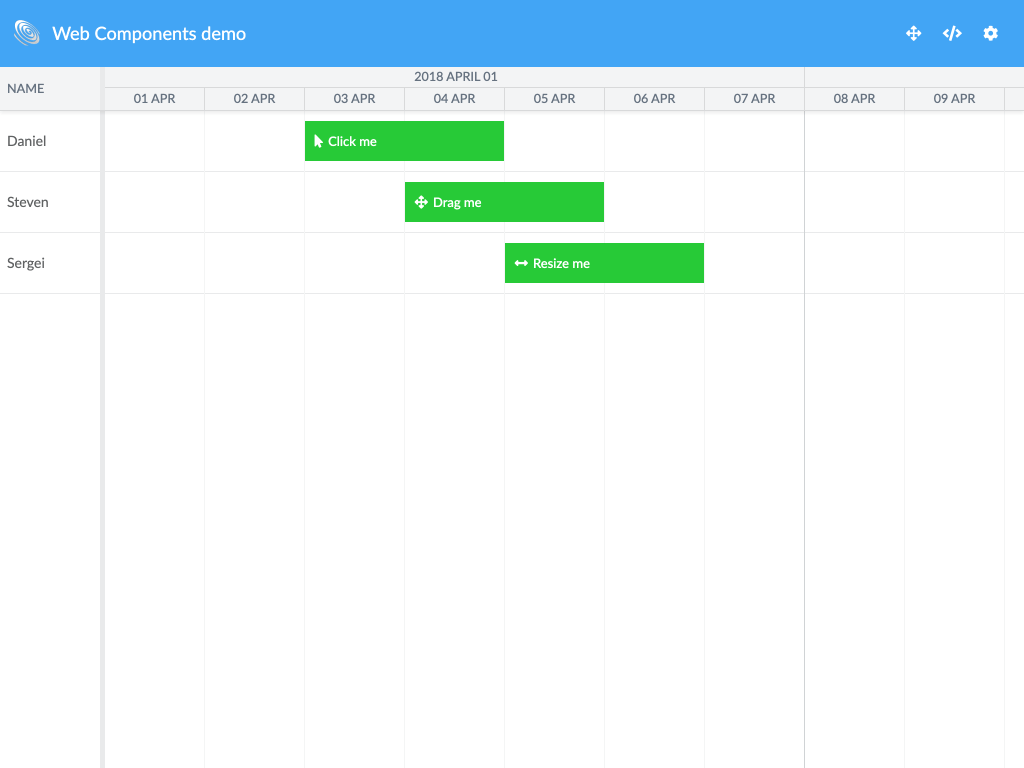 Web Components demo
NAME
2018 APRIL 01
01 APR 02 APR 03 APR 04 APR 05 APR 06 APR 07 APR 08 APR 09 APR
Daniel
Click me
Steven
Drag me
Sergei
Resize me